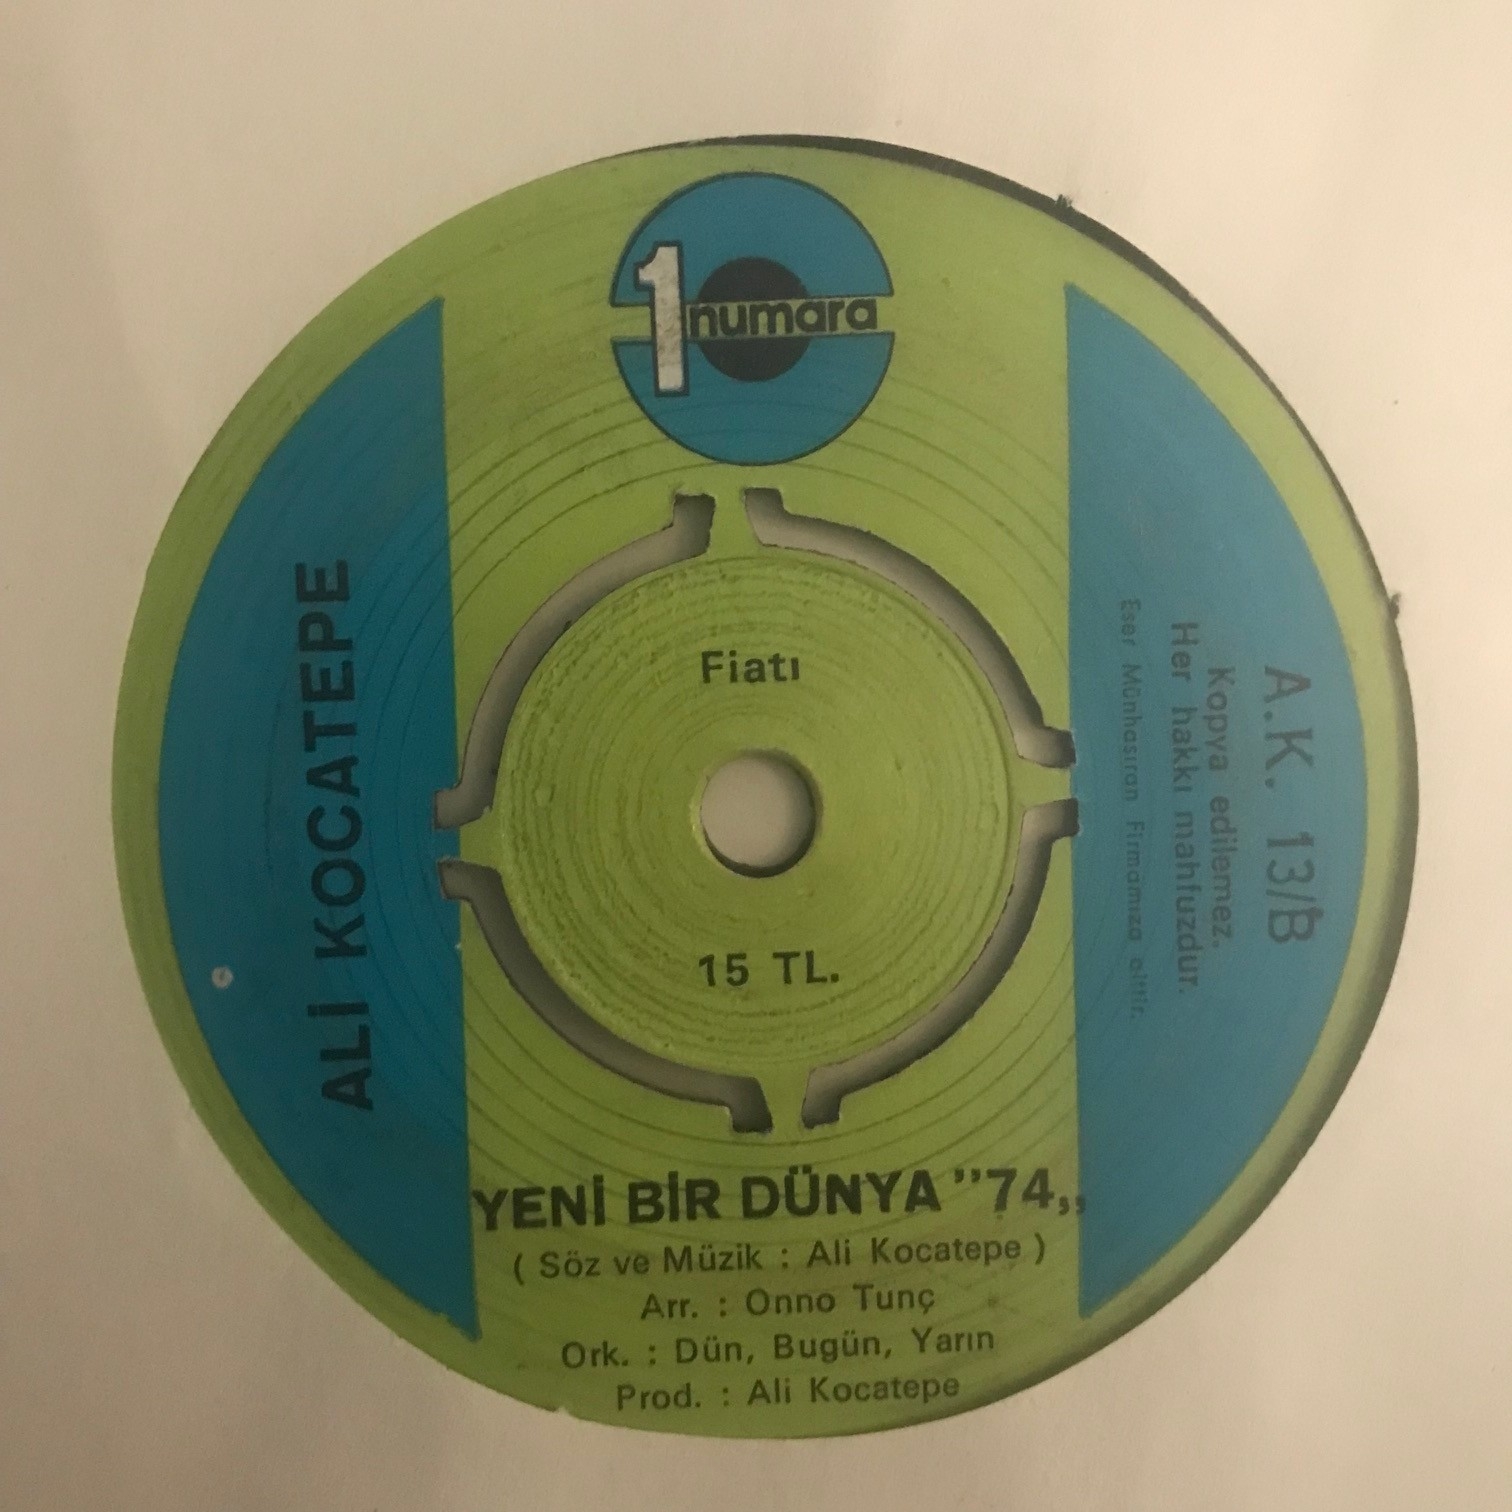 1 numara
ALİ KOCATEPE
Fiatı
15 TL.
A.K. 13/B
Kopya edilemez.
Her hakkı mahfuzdur.
Eser Münhasıran Firmamıza aittir.
YENİ BİR DÜNYA "74,,
( Söz ve Müzik : Ali Kocatepe )
Arr. : Onno Tunç
Ork. : Dün, Bugün, Yarın
Prod. : Ali Kocatepe